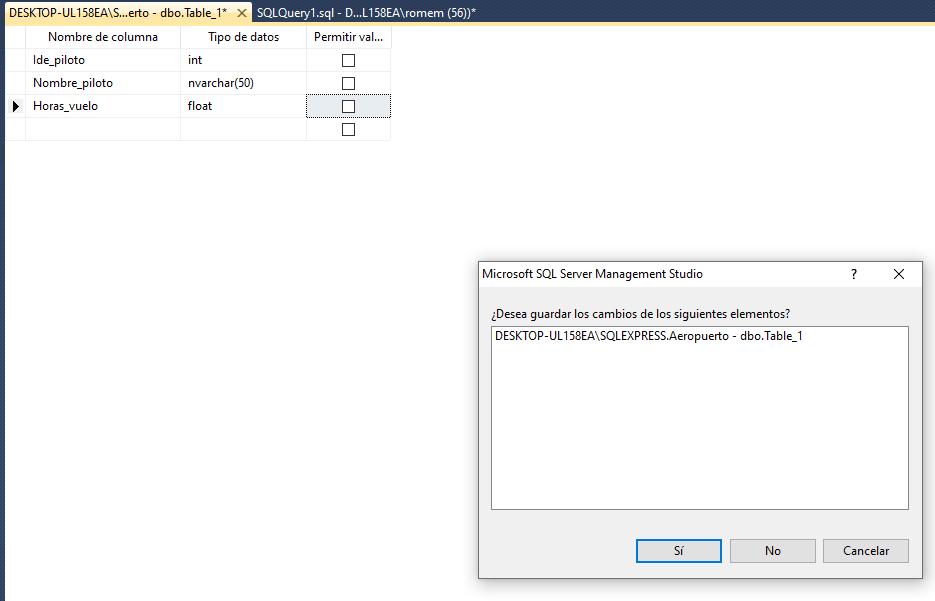 DESKTOP-UL158EA\S...erto - dbo.Table_1* SQLQuery1.sql - D...L158EA\romem (56))*
Nombre de columna Tipo de datos Permitir val...
Ide_piloto int
Nombre_piloto nvarchar(50)
Horas_vuelo float
Microsoft SQL Server Management Studio ?
¿Desea guardar los cambios de los siguientes elementos?
DESKTOP-UL158EA\SQLEXPRESS.Aeropuerto - dbo.Table_1
Sí No Cancelar